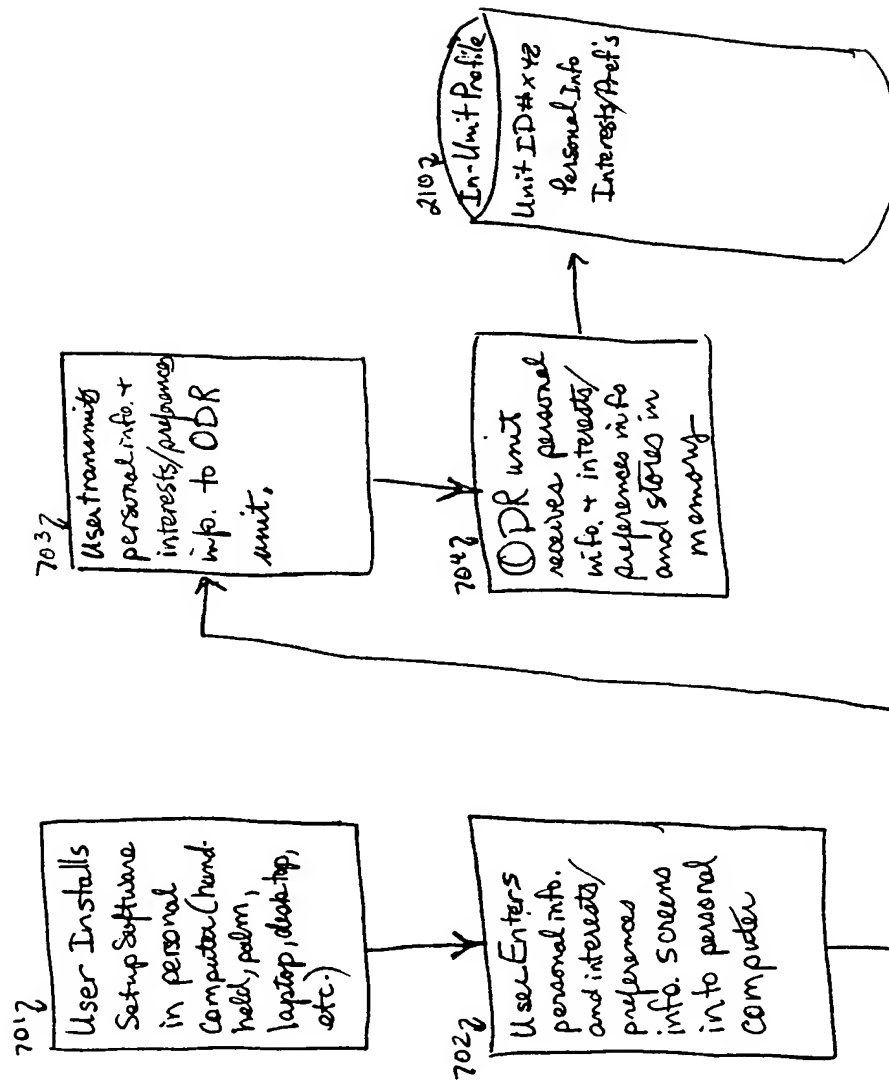 701
User Installs
Setup Software
in personal
Computer (hand-
held, palm,
laptop, desktop,
etc.)
702
User Enters
personal info.
and interests/
preferences
info. screens
into personal
computer
703
User transmits
personal info. +
interests/preferences
info. to ODR
unit.
704
ODR unit
receives personal
info. + interests/
preferences info
and stores in
memory
210
In-Unit Profile
Unit ID # xyz
Personal Info
Interests/Pref's